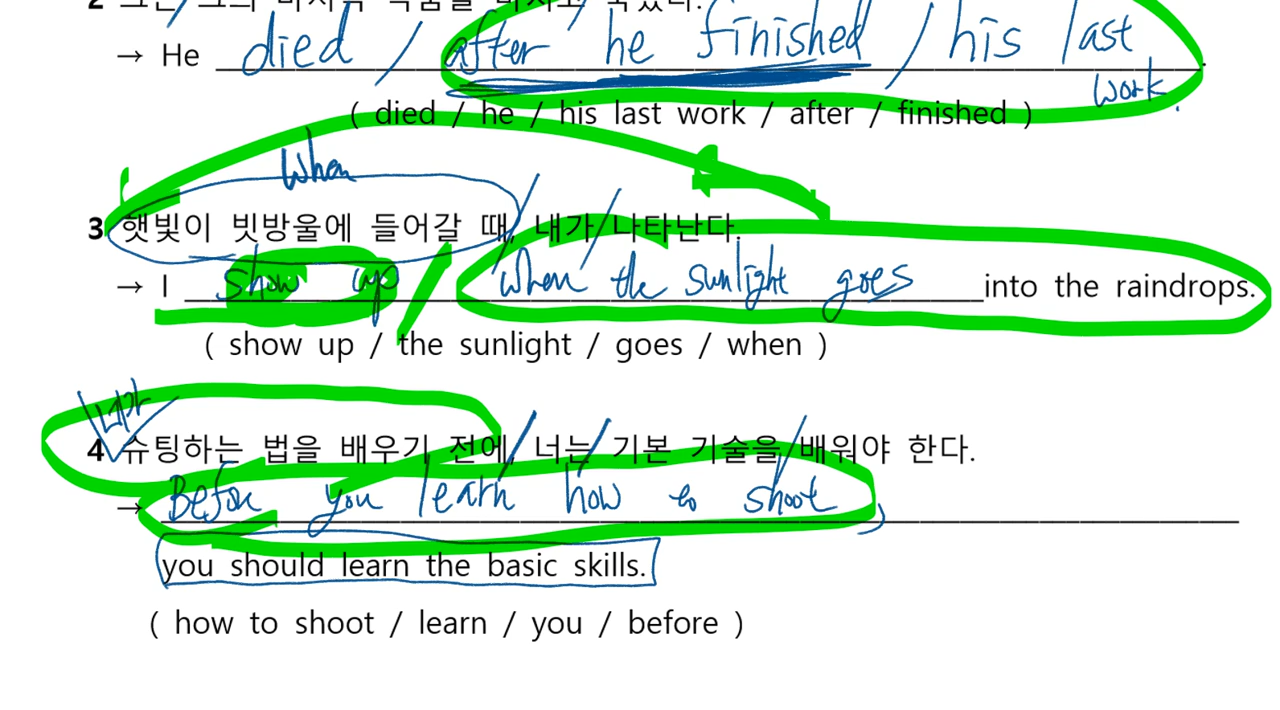 → He died / after he finished / his last
work.
( died / he / his last work / after / finished )
when
3 햇빛이 빗방울에 들어갈 때, 내가 나타난다.
→ I show up / when the sunlight goes into the raindrops.
( show up / the sunlight / goes / when )
네가
4 슈팅하는 법을 배우기 전에, 너는 기본 기술을 배워야 한다.
→ Before you learn how to shoot,
you should learn the basic skills.
( how to shoot / learn / you / before )